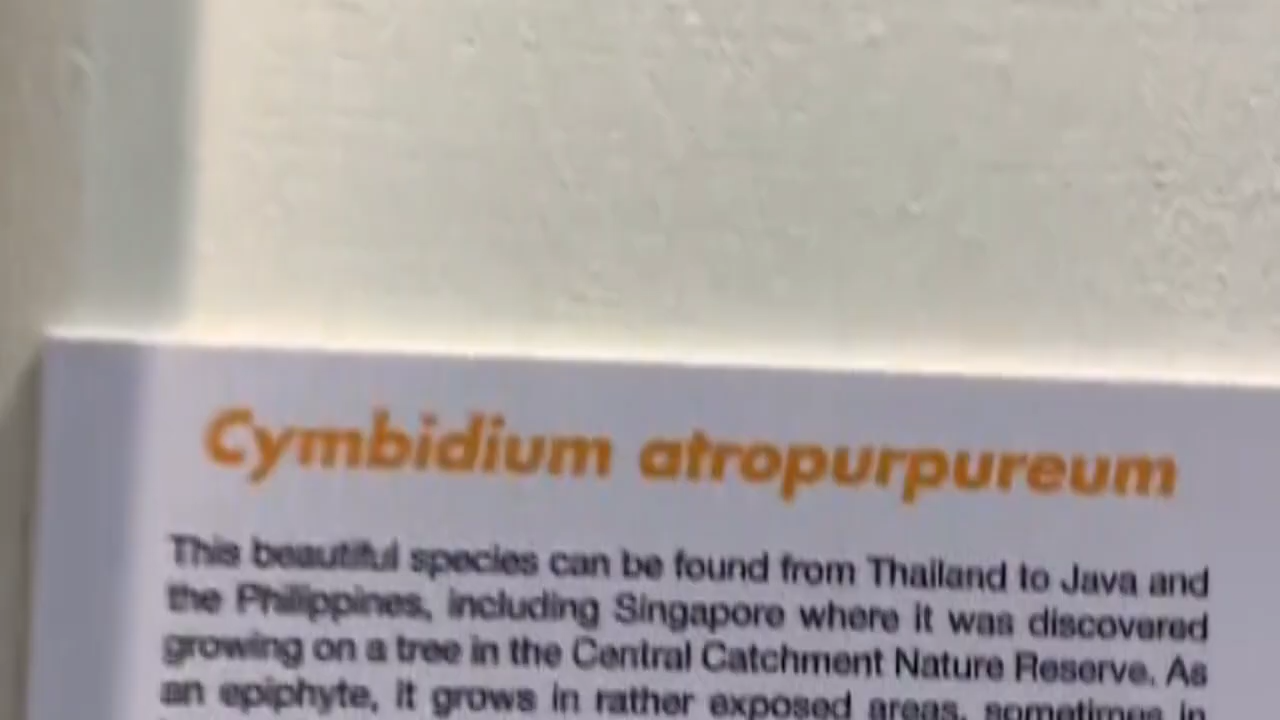 Cymbidium atropurpureum
This beautiful species can be found from Thailand to Java and
the Philippines, including Singapore where it was discovered
growing on a tree in the Central Catchment Nature Reserve. As
an epiphyte, it grows in rather exposed areas, sometimes in